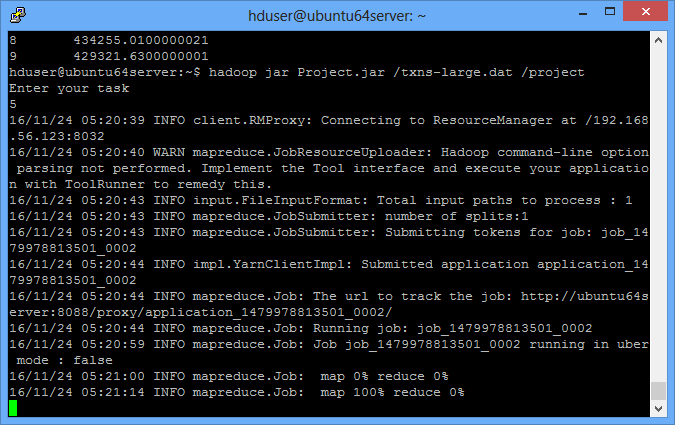 hduser@ubuntu64server: ~
8       434255.0100000021
9       429321.6300000001
hduser@ubuntu64server:~$ hadoop jar Project.jar /txns-large.dat /project
Enter your task
5
16/11/24 05:20:39 INFO client.RMProxy: Connecting to ResourceManager at /192.168
.56.123:8032
16/11/24 05:20:40 WARN mapreduce.JobResourceUploader: Hadoop command-line option
 parsing not performed. Implement the Tool interface and execute your applicatio
n with ToolRunner to remedy this.
16/11/24 05:20:43 INFO input.FileInputFormat: Total input paths to process : 1
16/11/24 05:20:43 INFO mapreduce.JobSubmitter: number of splits:1
16/11/24 05:20:43 INFO mapreduce.JobSubmitter: Submitting tokens for job: job_14
79978813501_0002
16/11/24 05:20:44 INFO impl.YarnClientImpl: Submitted application application_14
79978813501_0002
16/11/24 05:20:44 INFO mapreduce.Job: The url to track the job: http://ubuntu64s
erver:8088/proxy/application_1479978813501_0002/
16/11/24 05:20:44 INFO mapreduce.Job: Running job: job_1479978813501_0002
16/11/24 05:20:59 INFO mapreduce.Job: Job job_1479978813501_0002 running in uber
 mode : false
16/11/24 05:21:00 INFO mapreduce.Job:  map 0% reduce 0%
16/11/24 05:21:14 INFO mapreduce.Job:  map 100% reduce 0%